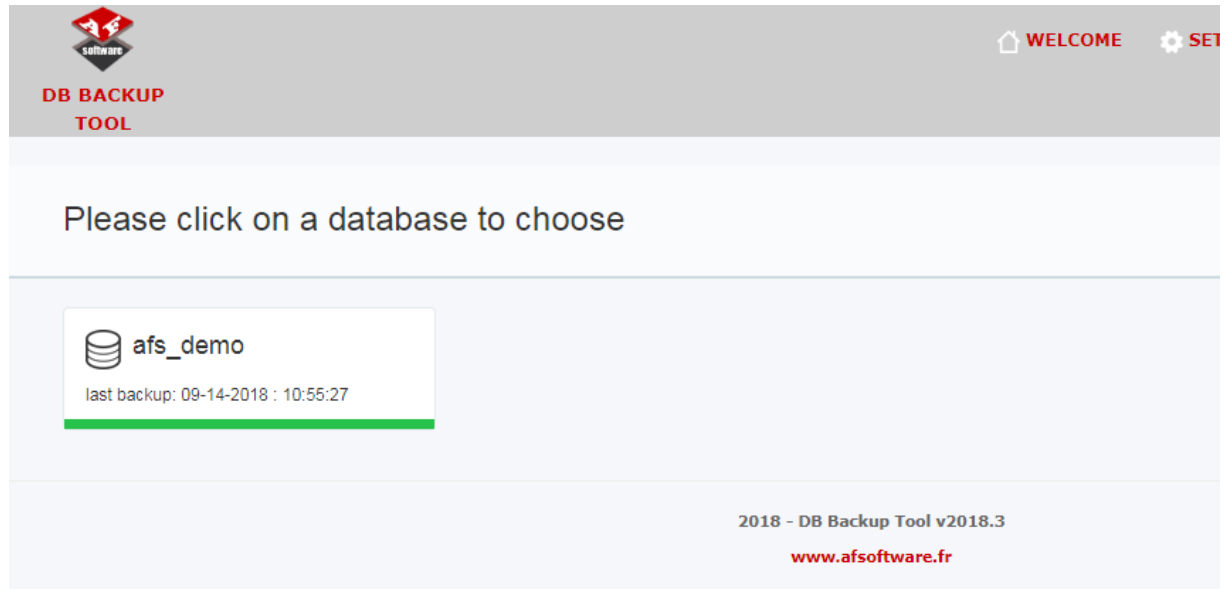 software
WELCOME
SET
DB BACKUP
TOOL
Please click on a database to choose
afs_demo
last backup: 09-14-2018 : 10:55:27
2018 - DB Backup Tool v2018.3
www.afsoftware.fr